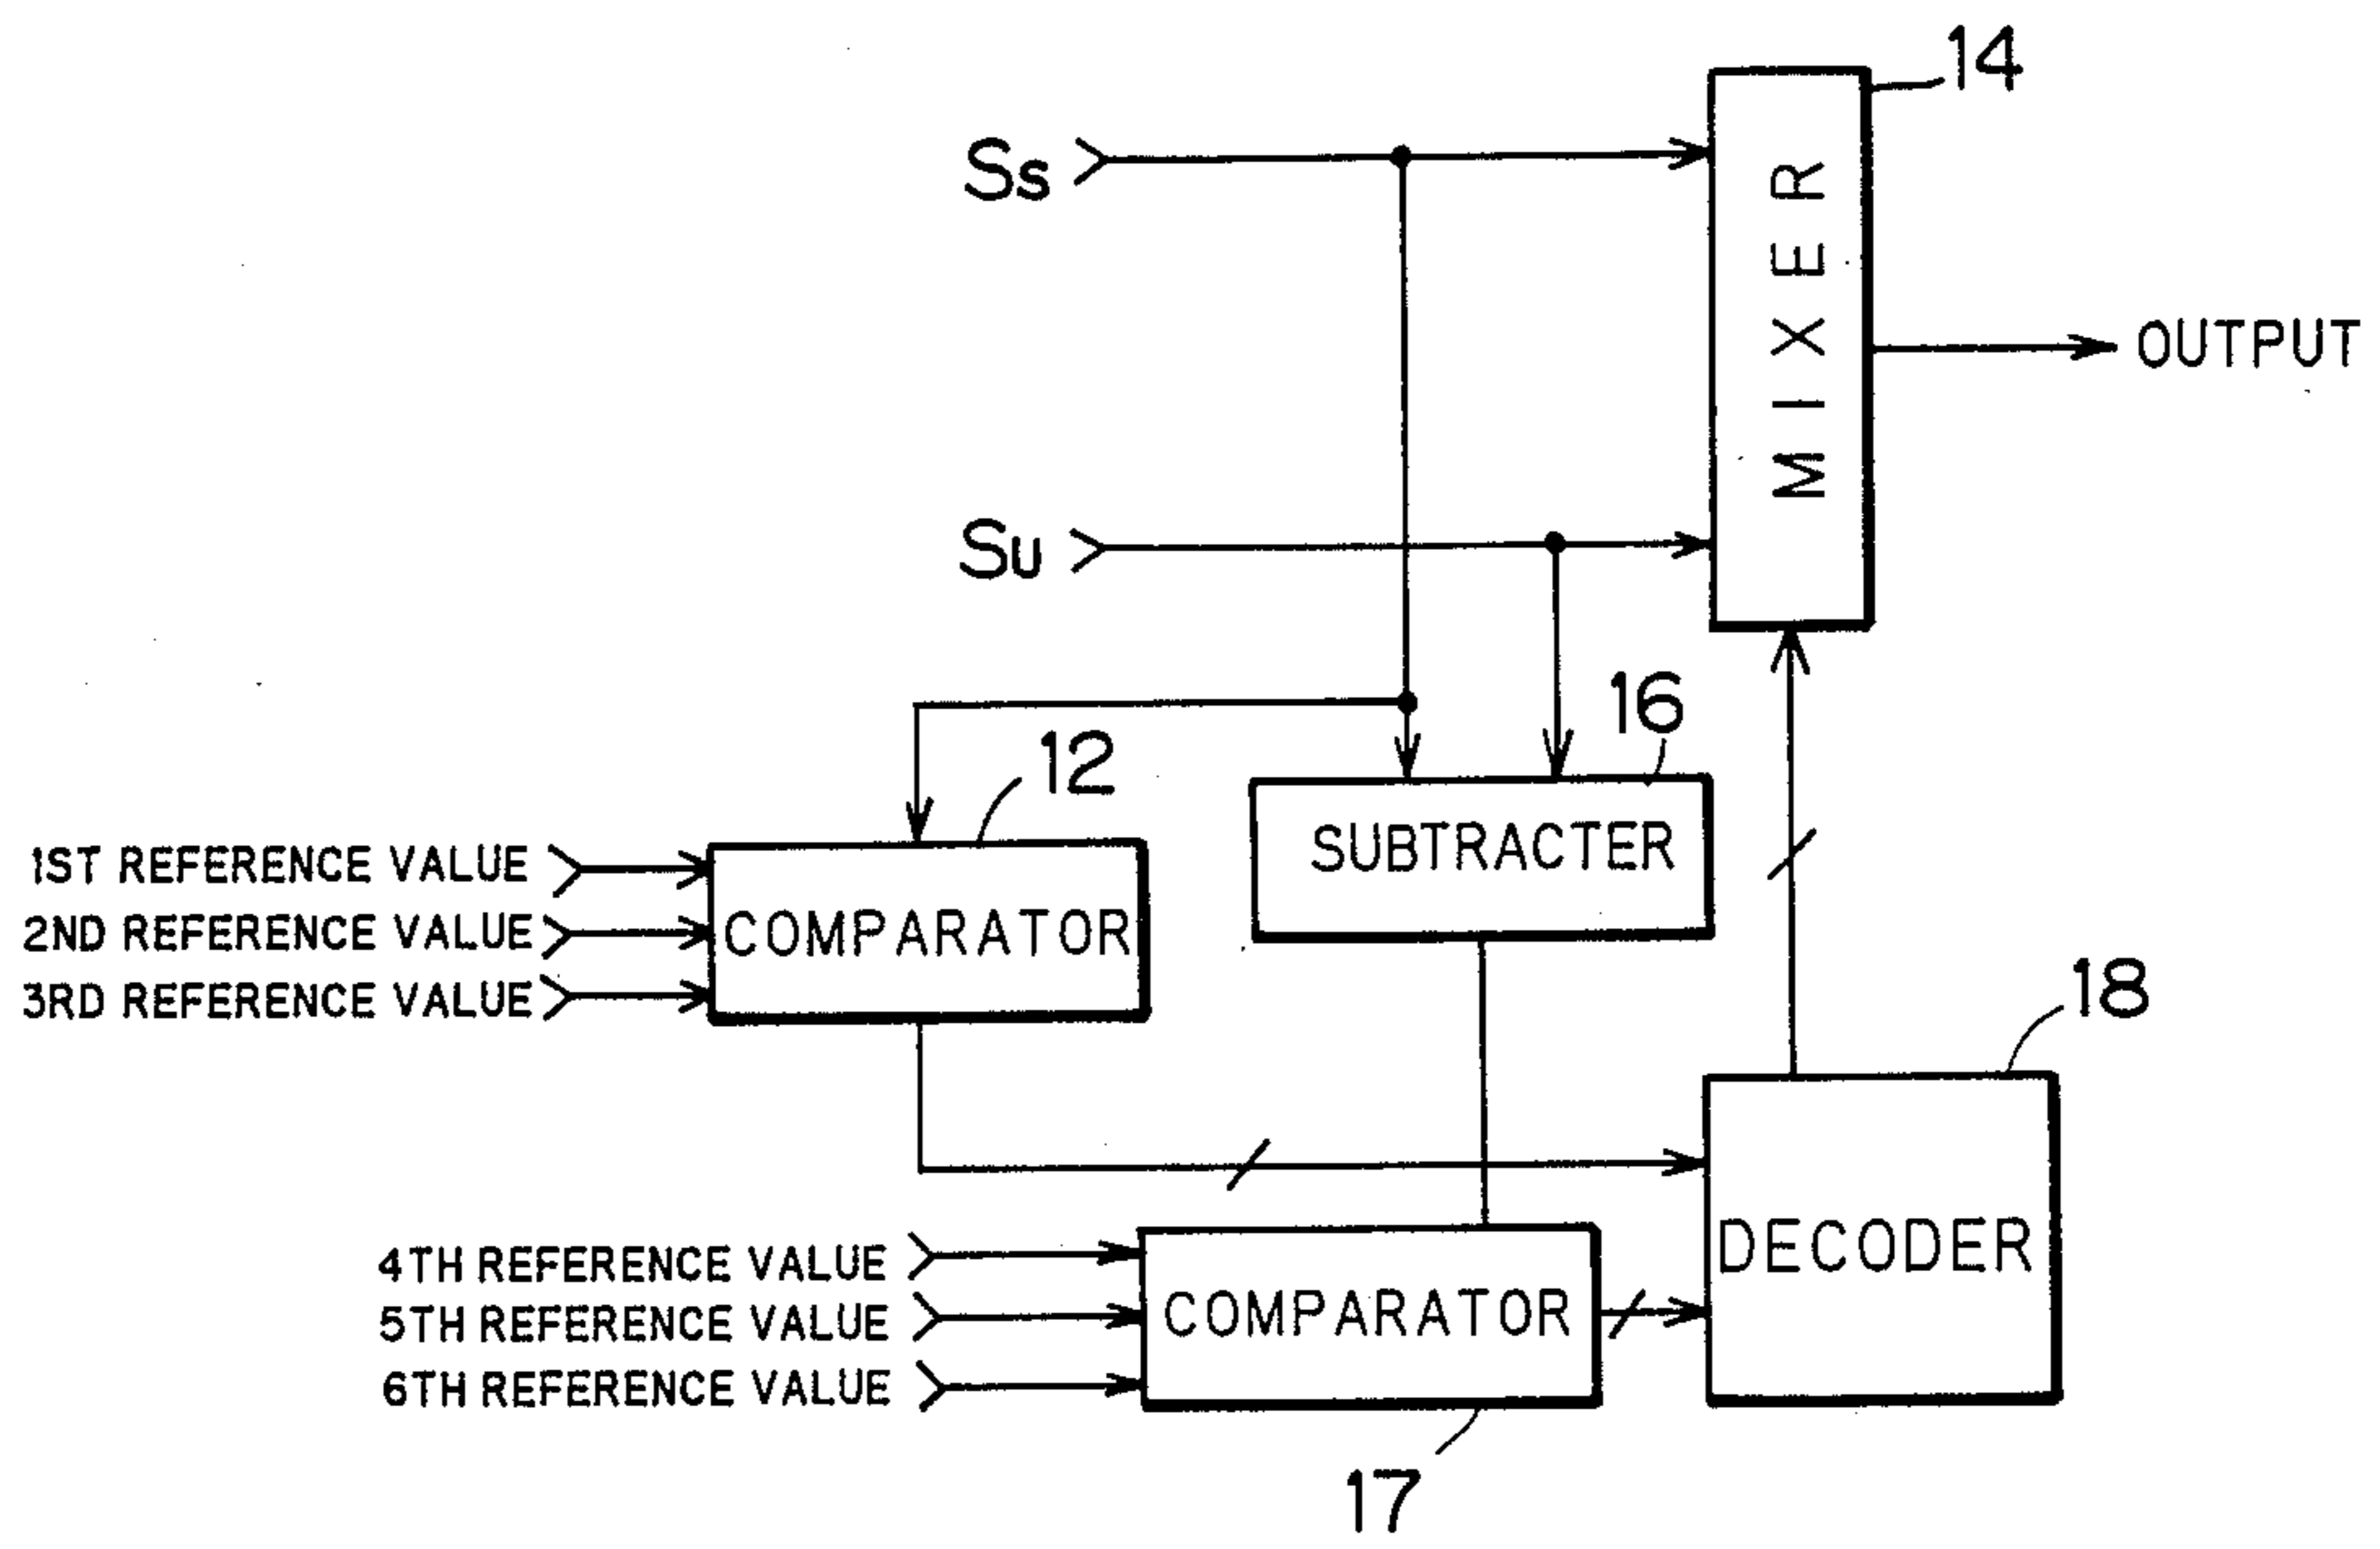 14
Ss
MIXER
OUTPUT
Su
16
12
SUBTRACTER
1ST REFERENCE VALUE
2ND REFERENCE VALUE
COMPARATOR
3RD REFERENCE VALUE
18
DECODER
4TH REFERENCE VALUE
5TH REFERENCE VALUE
COMPARATOR
6TH REFERENCE VALUE
17